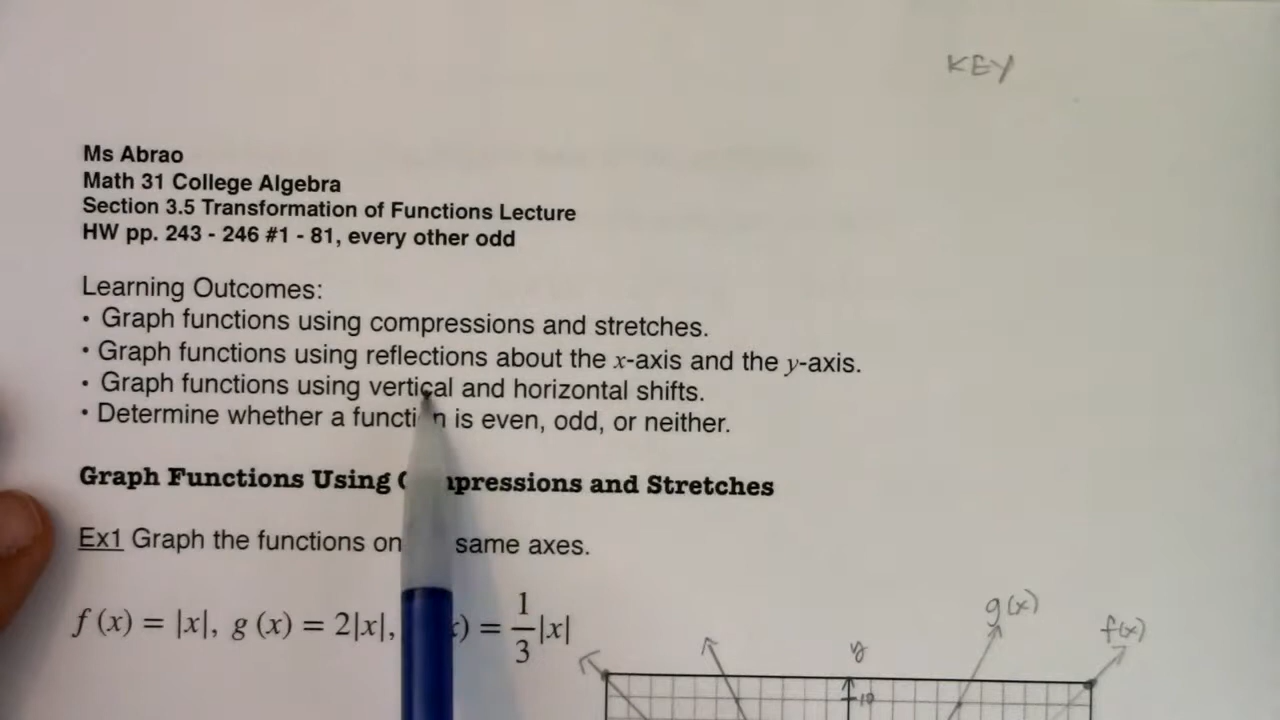 KEY
Ms Abrao
Math 31 College Algebra
Section 3.5 Transformation of Functions Lecture
HW pp. 243 - 246 #1 - 81, every other odd
Learning Outcomes:
• Graph functions using compressions and stretches.
• Graph functions using reflections about the x-axis and the y-axis.
• Graph functions using vertical and horizontal shifts.
• Determine whether a functi n is even, odd, or neither.
Graph Functions Using mpressions and Stretches
Ex1 Graph the functions on same axes.
f (x) = |x|, g (x) = 2|x|, ) = 1/3|x|
g(x)
f(x)
y
10